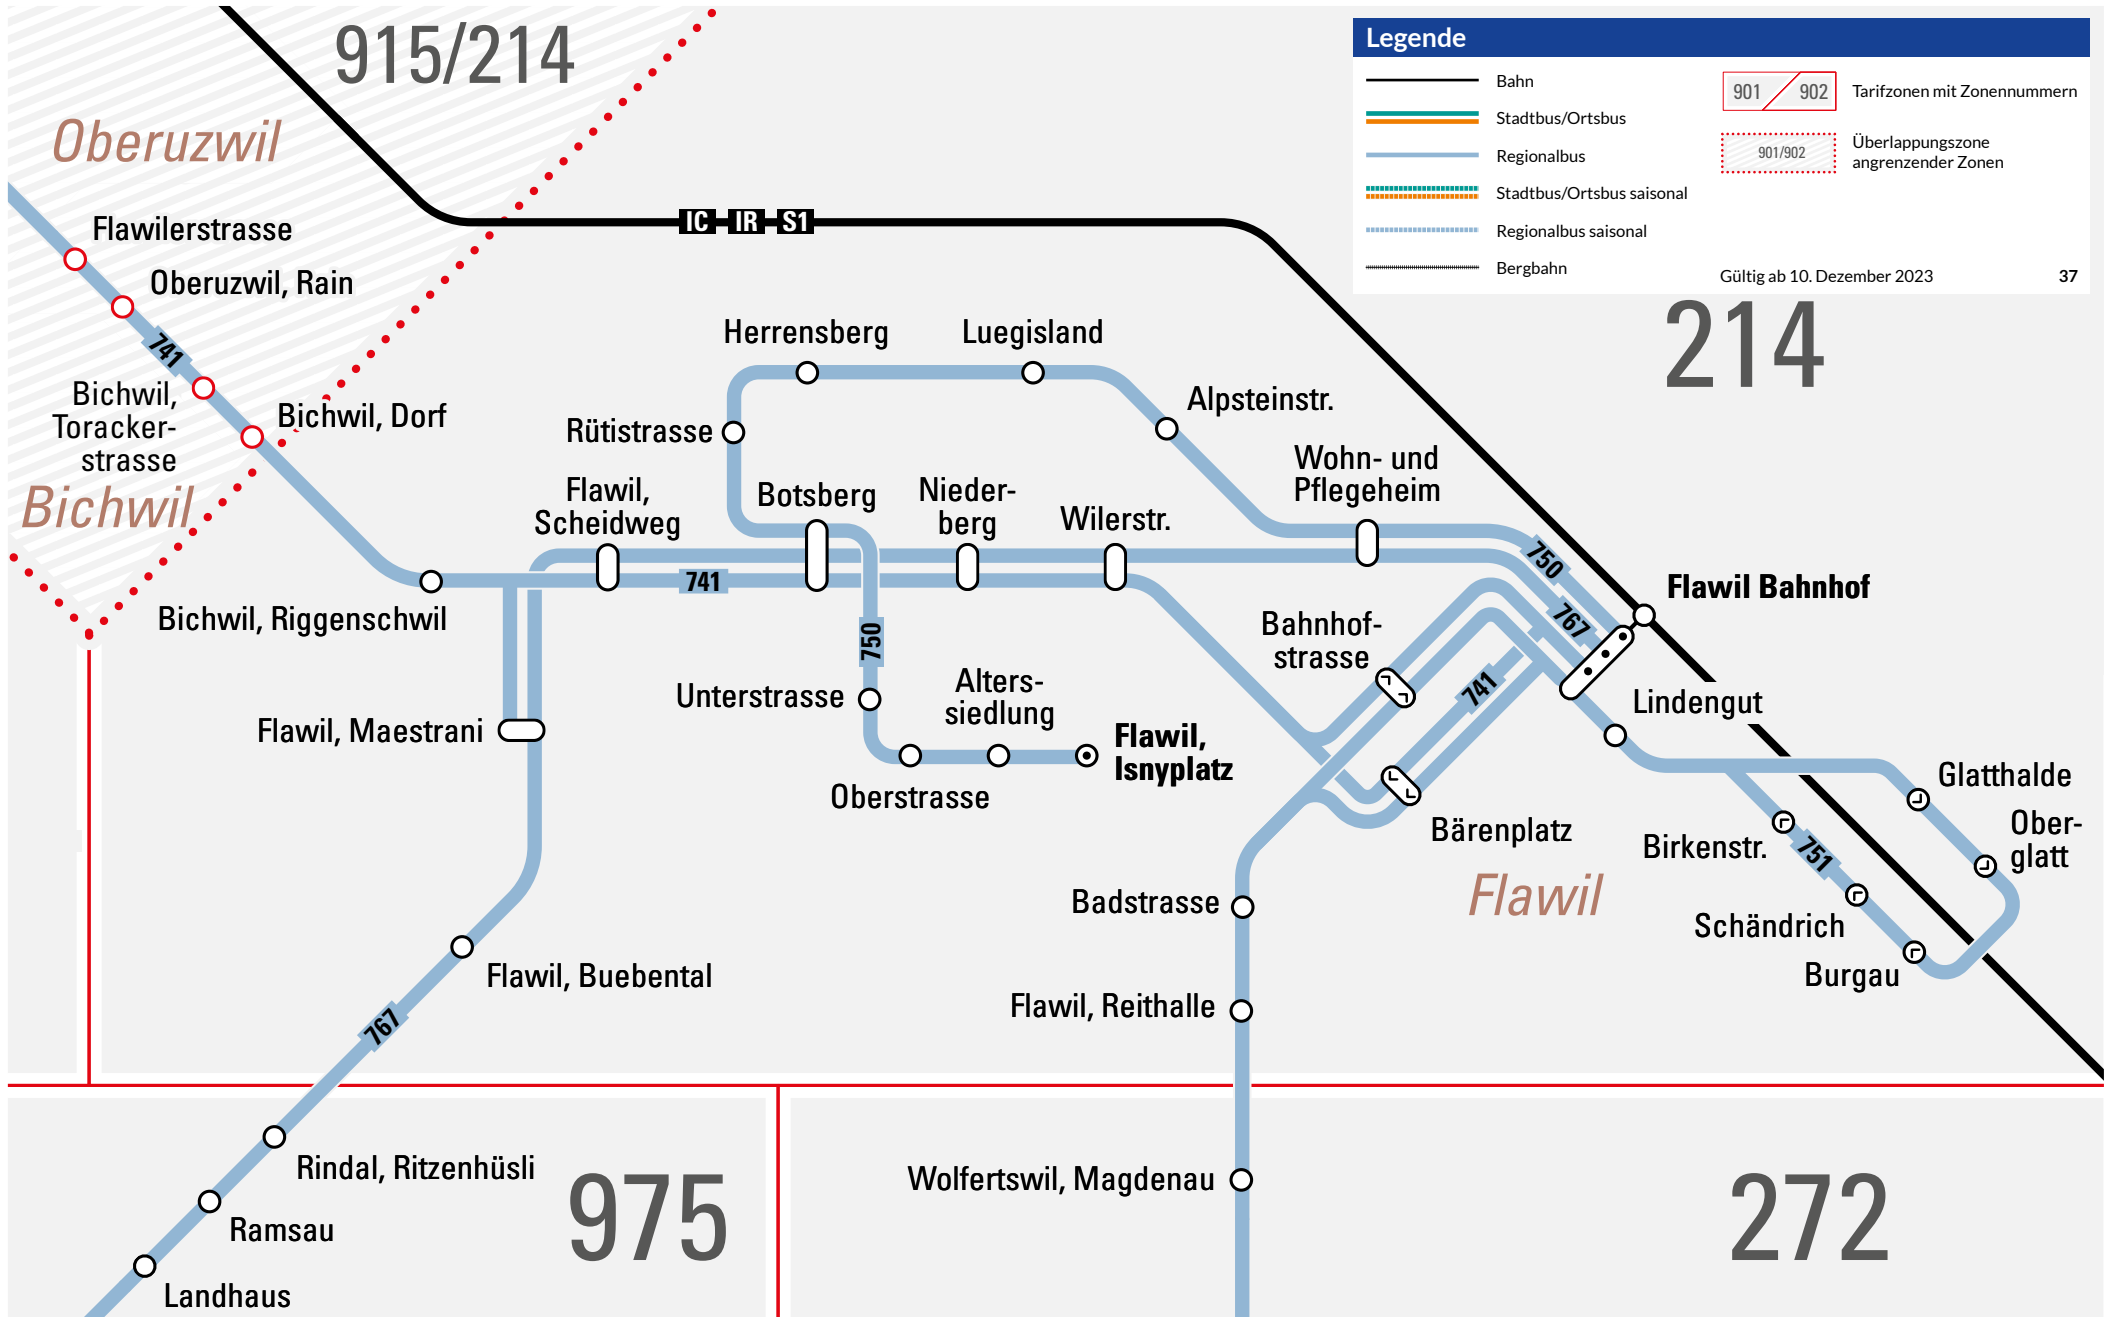 915/214
Oberuzwil
Legende
Bahn
Stadtbus/Ortsbus
Regionalbus
Stadtbus/Ortsbus saisonal
Regionalbus saisonal
Bergbahn
901
902
Tarifzonen mit Zonennummern
901/902
Überlappungszone
angrenzender Zonen
Gültig ab 10. Dezember 2023
37
IC
IR
S1
Flawilerstrasse
Oberuzwil, Rain
741
Bichwil,
Toracker-
strasse
Bichwil, Dorf
Bichwil
214
Herrensberg
Luegisland
Alpsteinstr.
Rütistrasse
Wohn- und
Pflegeheim
Flawil,
Scheidweg
Botsberg
Nieder-
berg
Wilerstr.
741
750
767
Flawil Bahnhof
Bichwil, Riggenschwil
750
Bahnhof-
strasse
741
Lindengut
Unterstrasse
Alters-
siedlung
Flawil, Maestrani
Flawil,
Isnyplatz
Oberstrasse
Bärenplatz
Glatthalde
Ober-
glatt
Birkenstr.
751
Flawil
Badstrasse
Schändrich
Burgau
Flawil, Buebental
Flawil, Reithalle
767
Rindal, Ritzenhüsli
975
Wolfertswil, Magdenau
272
Ramsau
Landhaus